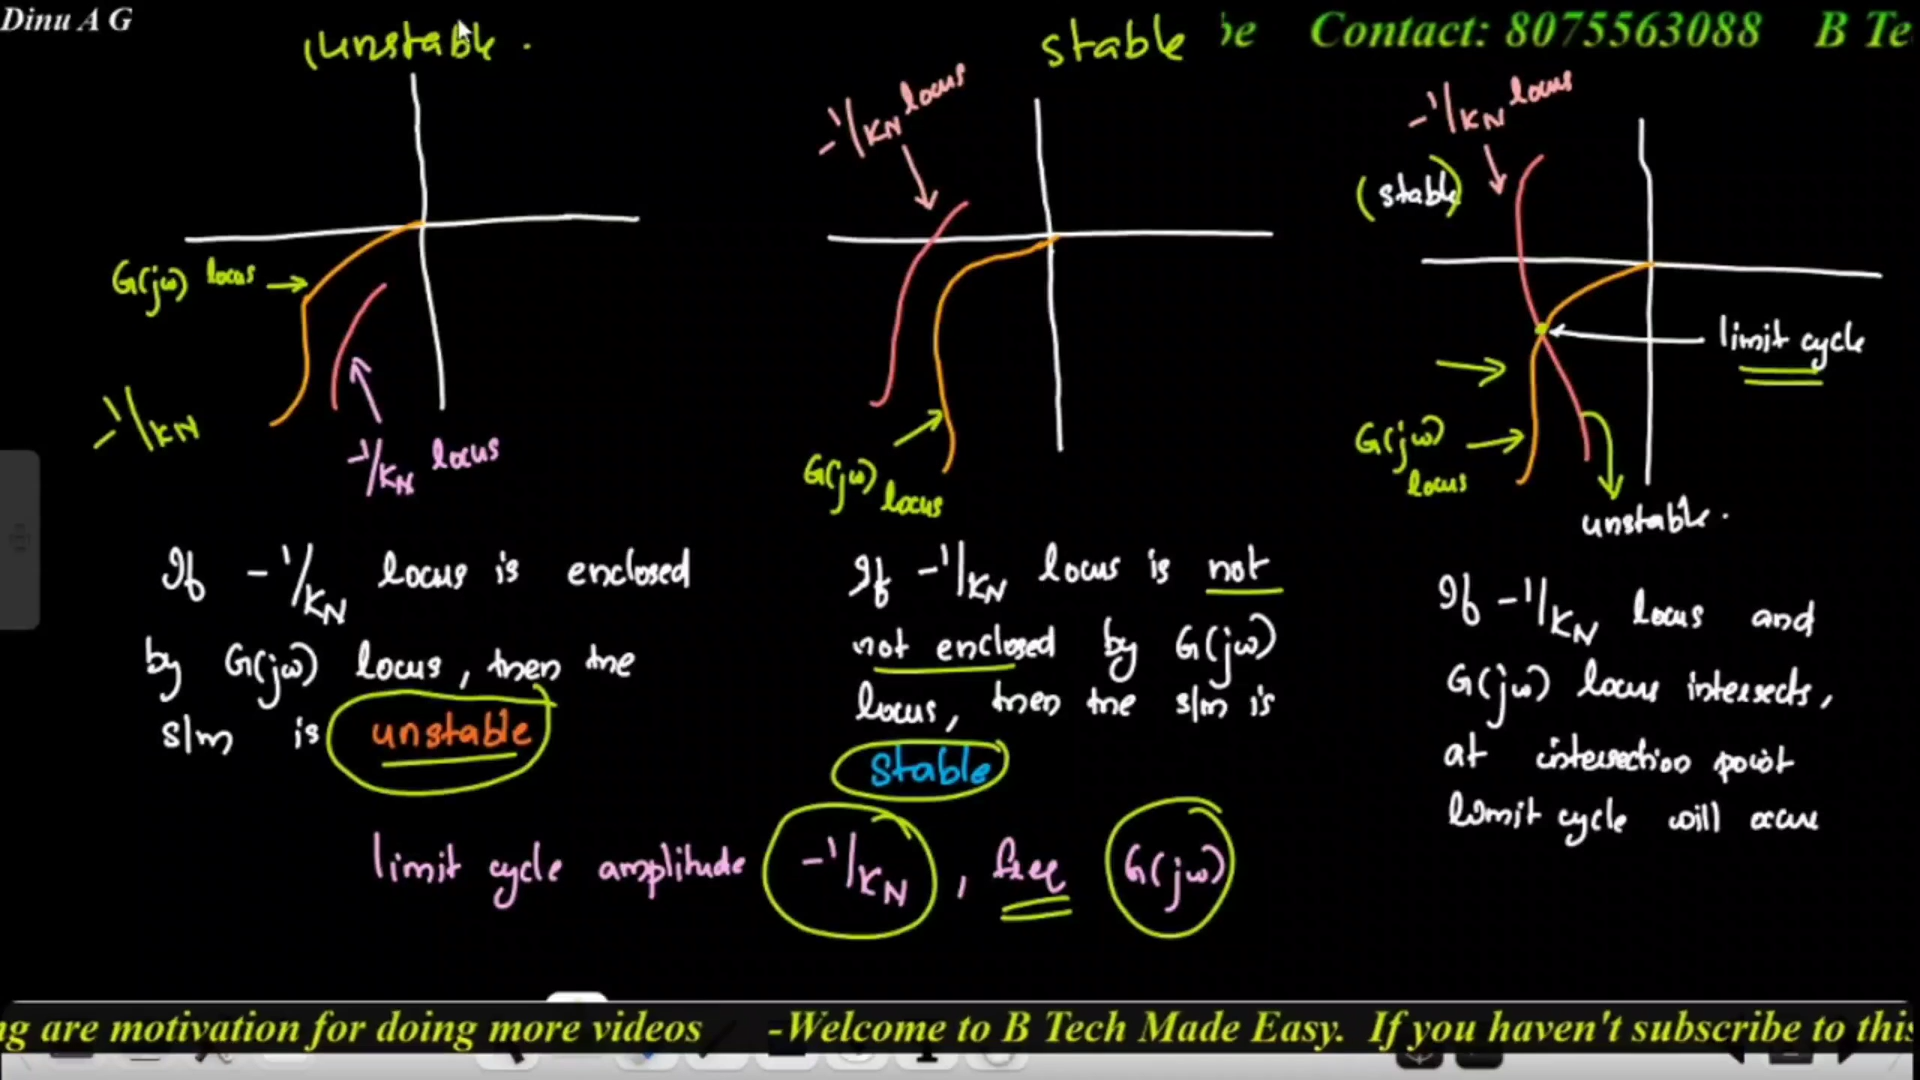 Dinu A G
be Contact: 8075563088 B Te
unstable.
G(jω) locus
-1/KN
-1/KN locus
If -1/KN locus is enclosed
by G(jω) locus, then the
s/m is unstable
stable
-1/KN locus
G(jω) locus
If -1/KN locus is not
not enclosed by G(jω)
locus, then the s/m is
stable
-1/KN locus
(stable)
limit cycle
G(jω)
locus
unstable.
If -1/KN locus and
G(jω) locus intersects,
at intersection point
limit cycle will occur
limit cycle amplitude -1/KN, freq G(jω)
ng are motivation for doing more videos -Welcome to B Tech Made Easy. If you haven't subscribe to this